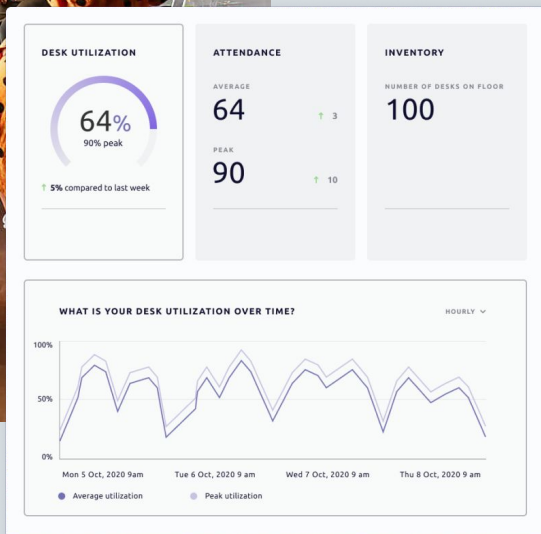 DESK UTILIZATION
64%
90% peak
↑ 5% compared to last week
ATTENDANCE
AVERAGE
64 ↑ 3
PEAK
90 ↑ 10
INVENTORY
NUMBER OF DESKS ON FLOOR
100
WHAT IS YOUR DESK UTILIZATION OVER TIME?
HOURLY
100%
50%
0%
Mon 5 Oct, 2020 9am Tue 6 Oct, 2020 9 am Wed 7 Oct, 2020 9 am Thu 8 Oct, 2020 9 am
Average utilization Peak utilization